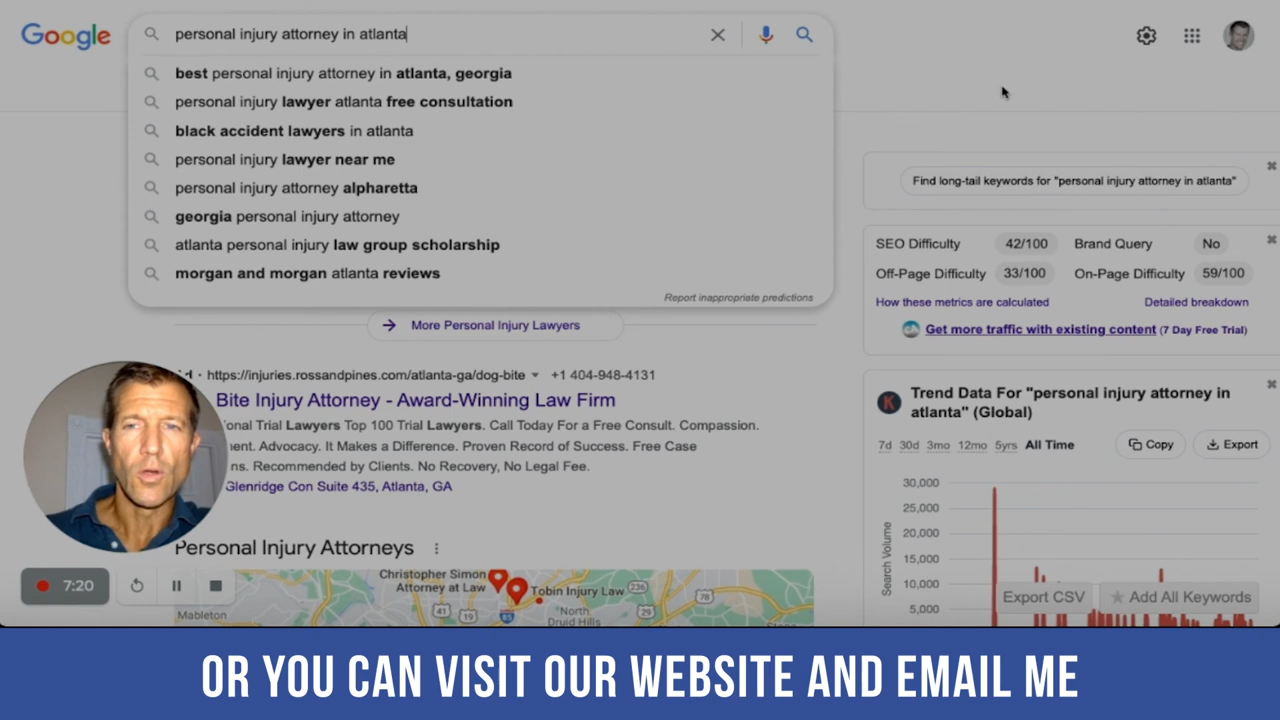 Google
personal injury attorney in atlanta
best personal injury attorney in atlanta, georgia
personal injury lawyer atlanta free consultation
black accident lawyers in atlanta
personal injury lawyer near me
personal injury attorney alpharetta
georgia personal injury attorney
atlanta personal injury law group scholarship
morgan and morgan atlanta reviews
Report inappropriate predictions
More Personal Injury Lawyers
· https://injuries.rossandpines.com/atlanta-ga/dog-bite +1 404-948-4131
Bite Injury Attorney - Award-Winning Law Firm
Trial Lawyers Top 100 Trial Lawyers. Call Today For a Free Consult. Compassion.
Advocacy. It Makes a Difference. Proven Record of Success. Free Case
Recommended by Clients. No Recovery, No Legal Fee.
Glenridge Con Suite 435, Atlanta, GA
Personal Injury Attorneys
Christopher Simon
Attorney at Law
Tobin Injury Law
236
78
41
19
85
29
North
Druid Hills
Mableton
7:20
Find long-tail keywords for "personal injury attorney in atlanta"
SEO Difficulty 42/100 Brand Query No
Off-Page Difficulty 33/100 On-Page Difficulty 59/100
How these metrics are calculated Detailed breakdown
Get more traffic with existing content (7 Day Free Trial)
K
Trend Data For "personal injury attorney in
atlanta" (Global)
7d 30d 3mo 12mo 5yrs All Time Copy Export
30,000
25,000
20,000
15,000
10,000
5,000
Search Volume
Export CSV Add All Keywords
OR YOU CAN VISIT OUR WEBSITE AND EMAIL ME